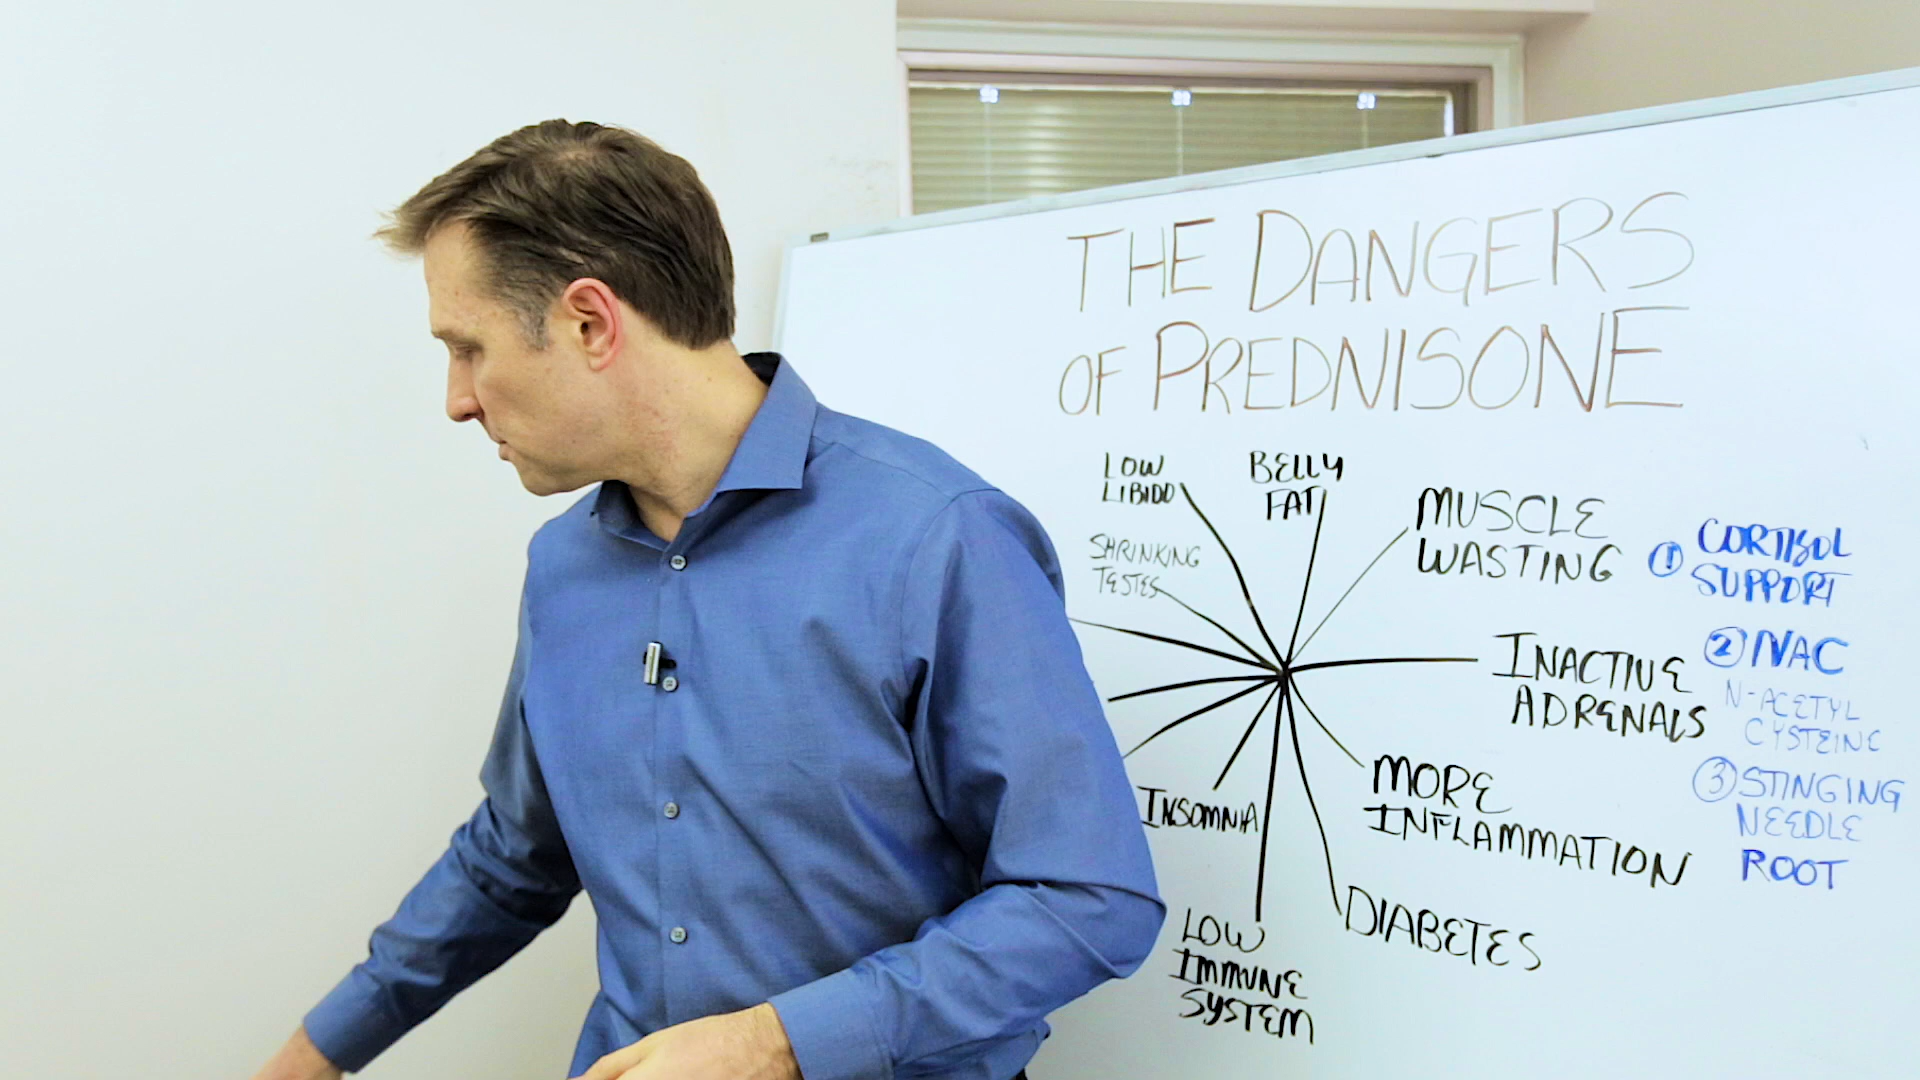 THE DANGERS
OF PREDNISONE
LOW
LIBIDO
BELLY
FAT
MUSCLE
WASTING
SHRINKING
TESTES
INACTIVE
ADRENALS
MORE
INFLAMMATION
INSOMNIA
DIABETES
LOW
IMMUNE
SYSTEM
1 CORTISOL
SUPPORT
2 NAC
N-ACETYL
CYSTEINE
3 STINGING
NEEDLE
ROOT